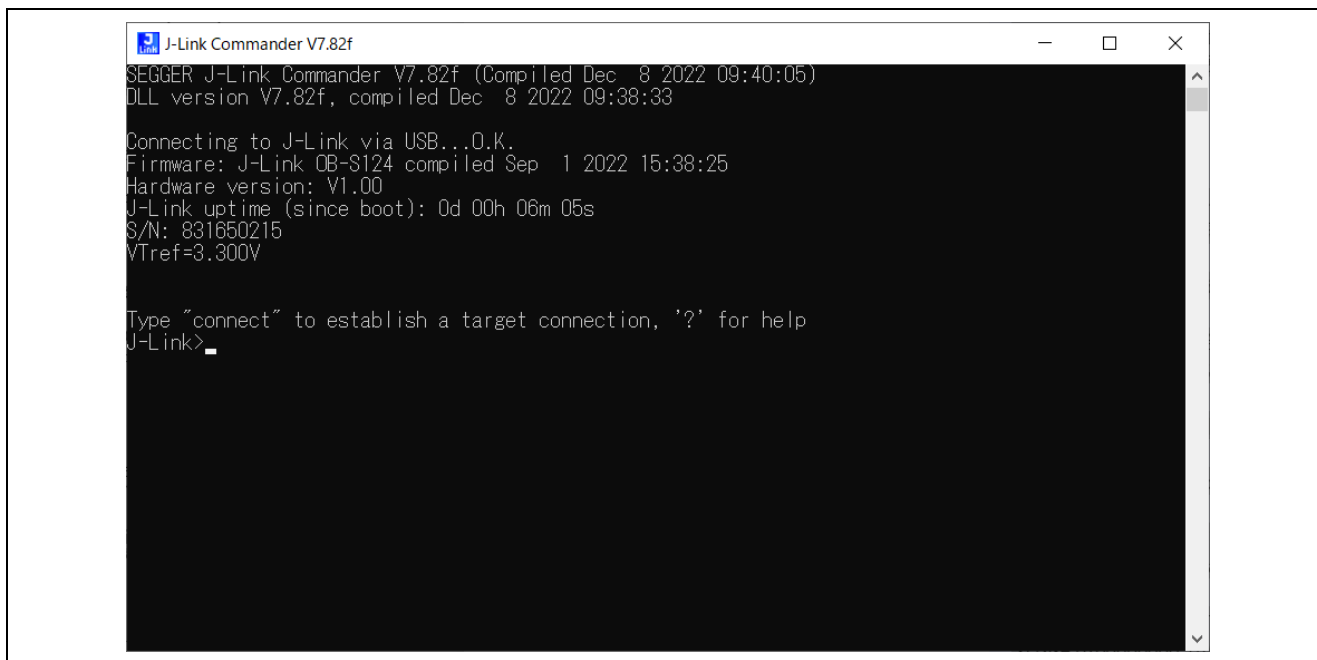 J-Link Commander V7.82f
SEGGER J-Link Commander V7.82f (Compiled Dec  8 2022 09:40:05)
DLL version V7.82f, compiled Dec  8 2022 09:38:33
Connecting to J-Link via USB...O.K.
Firmware: J-Link OB-S124 compiled Sep  1 2022 15:38:25
Hardware version: V1.00
J-Link uptime (since boot): 0d 00h 06m 05s
S/N: 831650215
VTref=3.300V
Type "connect" to establish a target connection, '?' for help
J-Link>_